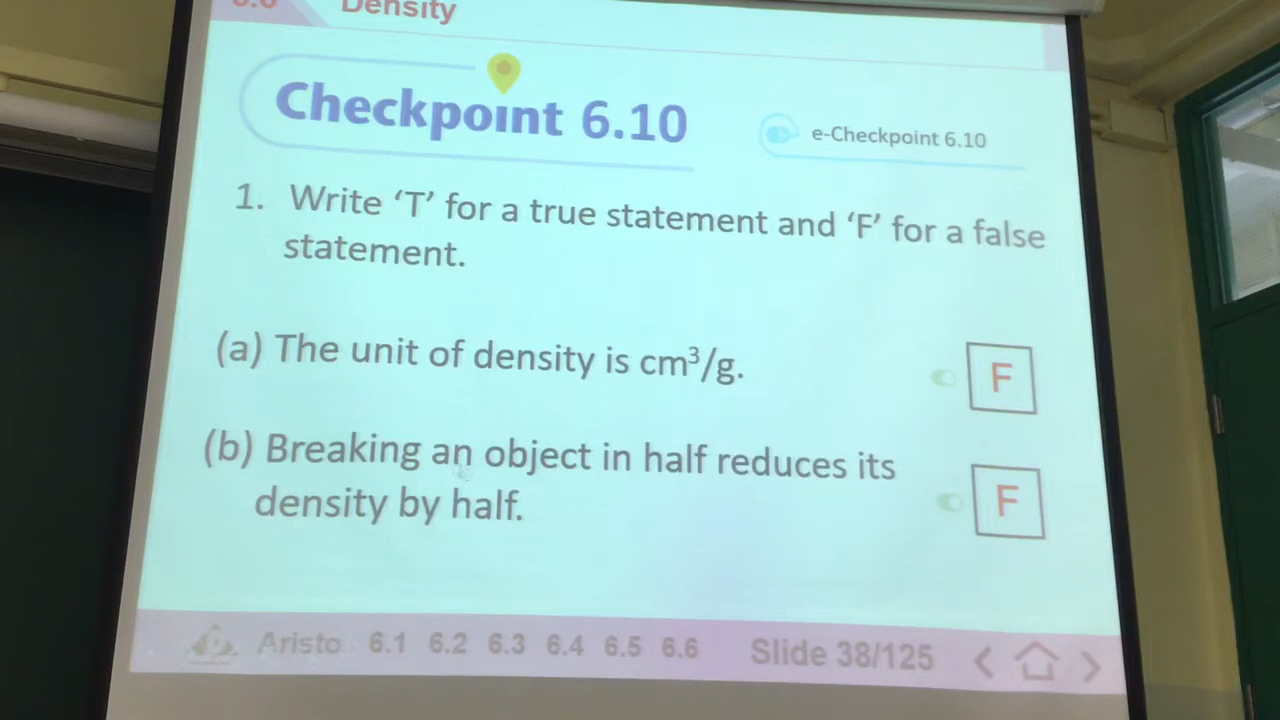 6.6 Density
Checkpoint 6.10
e-Checkpoint 6.10
1. Write ‘T’ for a true statement and ‘F’ for a false
statement.
(a) The unit of density is cm³/g.
F
(b) Breaking an object in half reduces its
density by half.
F
Aristo 6.1 6.2 6.3 6.4 6.5 6.6 Slide 38/125